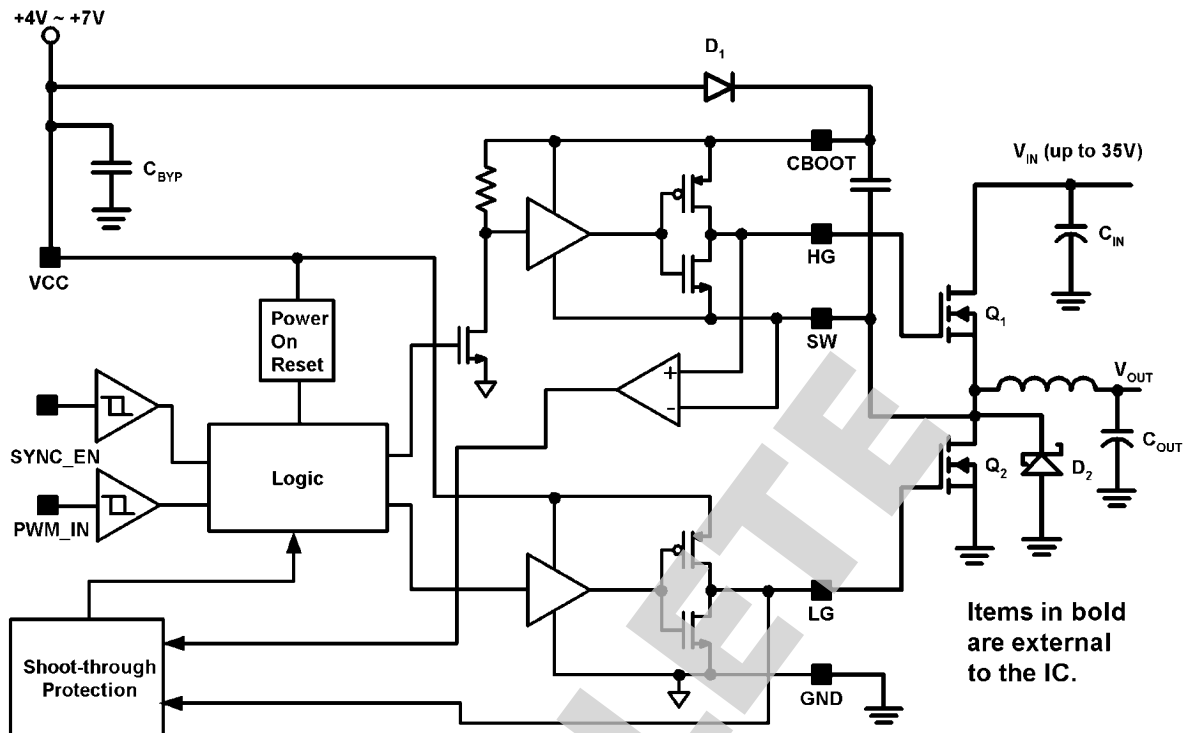 +4V ~ +7V
D1
CBYP
CBOOT
VIN (up to 35V)
CIN
VCC
HG
Power
On
Reset
SW
Q1
+
-
VOUT
SYNC_EN
Logic
COUT
Q2
D2
PWM_IN
LG
Items in bold
are external
to the IC.
Shoot-through
Protection
GND
LETE